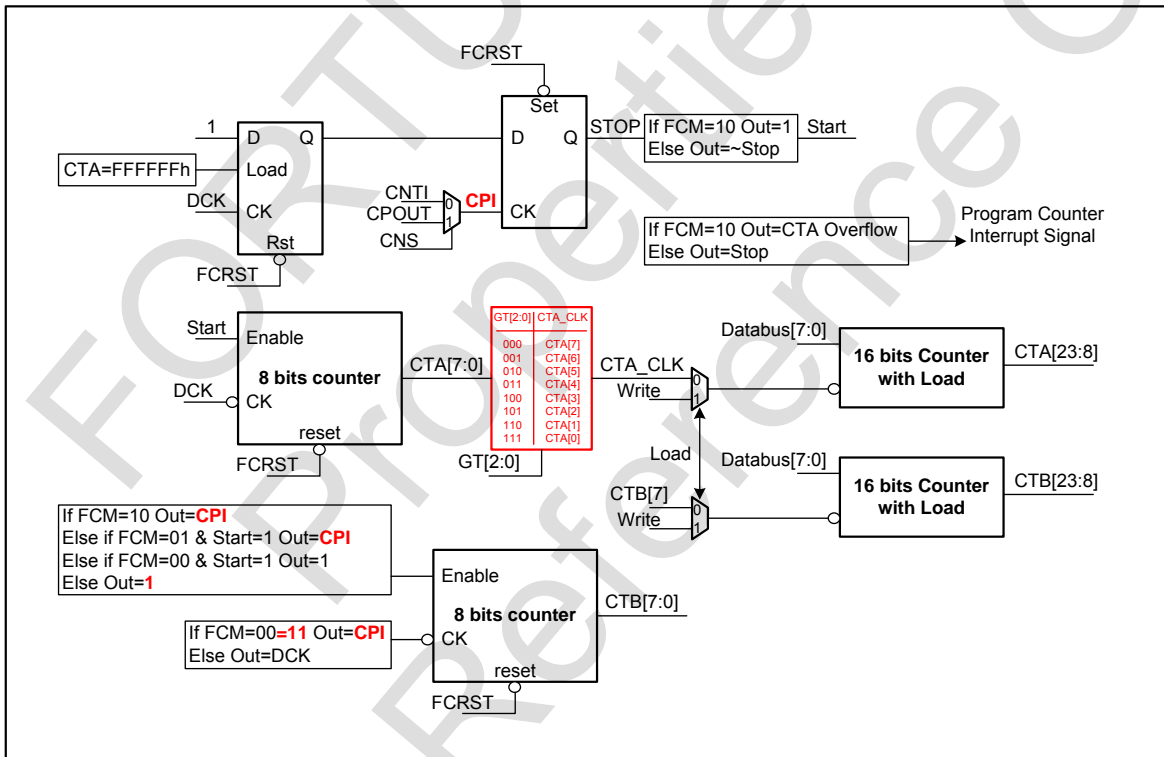 FORTU
Propertie
Reference O
FCRST
Set
1
D Q
D Q
STOP
If FCM=10 Out=1
Else Out=~Stop
Start
CTA=FFFFFFh
Load
DCK
CK
Rst
FCRST
CNTI
CPOUT
CNS
0
1
CPI
CK
If FCM=10 Out=CTA Overflow
Else Out=Stop
Program Counter
Interrupt Signal
Start
Enable
8 bits counter
DCK
CK
reset
FCRST
CTA[7:0]
GT[2:0] CTA_CLK
000 CTA[7]
001 CTA[6]
010 CTA[5]
011 CTA[4]
100 CTA[3]
101 CTA[2]
110 CTA[1]
111 CTA[0]
GT[2:0]
CTA_CLK
Write
0
1
Databus[7:0]
16 bits Counter
with Load
CTA[23:8]
Load
CTB[7]
Write
0
1
Databus[7:0]
16 bits Counter
with Load
CTB[23:8]
If FCM=10 Out=CPI
Else if FCM=01 & Start=1 Out=CPI
Else if FCM=00 & Start=1 Out=1
Else Out=1
Enable
8 bits counter
CTB[7:0]
If FCM=00=11 Out=CPI
Else Out=DCK
CK
reset
FCRST